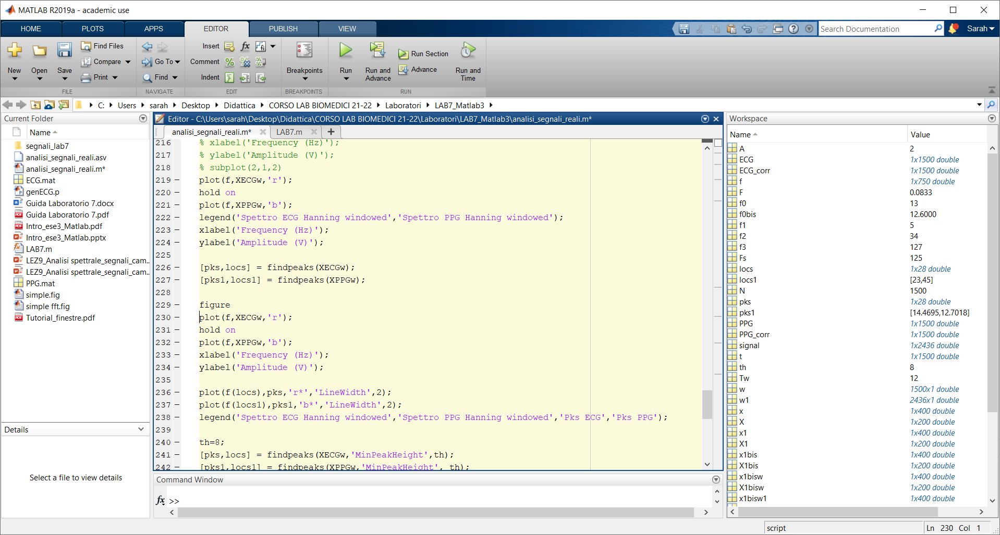 MATLAB R2019a - academic use
HOME PLOTS APPS EDITOR PUBLISH VIEW
Search Documentation
Sarah
New
Open
Save
Find Files
Compare
Print
FILE
Go To
Find
NAVIGATE
Insert
Comment
Indent
EDIT
Breakpoints
BREAKPOINTS
Run
Run and Advance
Run Section
Advance
Run and Time
RUN
C: Users sarah Desktop Didattica CORSO LAB BIOMEDICI 21-22 Laboratori LAB7_Matlab3
Current Folder
Name
segnali_lab7
analisi_segnali_reali.asv
analisi_segnali_reali.m*
ECG.mat
genECG.p
Guida Laboratorio 7.docx
Guida Laboratorio 7.pdf
Intro_ese3_Matlab.pdf
Intro_ese3_Matlab.pptx
LAB7.m
LEZ9_Analisi spettrale_segnali_cam...
LEZ9_Analisi spettrale_segnali_cam...
PPG.mat
simple.fig
simple fft.fig
Tutorial_finestre.pdf
Details
Select a file to view details
Editor - C:\Users\sarah\Desktop\Didattica\CORSO LAB BIOMEDICI 21-22\Laboratori\LAB7_Matlab3\analisi_segnali_reali.m*
analisi_segnali_reali.m* LAB7.m
216 % xlabel('Frequency (Hz)');
217 % ylabel('Amplitude (V)');
218 % subplot(2,1,2)
219 — plot(f,XECGw,'r');
220 — hold on
221 — plot(f,XPPGw,'b');
222 — legend('Spettro ECG Hanning windowed','Spettro PPG Hanning windowed');
223 — xlabel('Frequency (Hz)');
224 — ylabel('Amplitude (V)');
225
226 — [pks,locs] = findpeaks(XECGw);
227 — [pks1,locs1] = findpeaks(XPPGw);
228
229 — figure
230 — plot(f,XECGw,'r');
231 — hold on
232 — plot(f,XPPGw,'b');
233 — xlabel('Frequency (Hz)');
234 — ylabel('Amplitude (V)');
235
236 — plot(f(locs),pks,'r*','LineWidth',2);
237 — plot(f(locs1),pks1,'b*','LineWidth',2);
238 — legend('Spettro ECG Hanning windowed','Spettro PPG Hanning windowed','Pks ECG','Pks PPG');
239
240 — th=8;
241 — [pks,locs] = findpeaks(XECGw,'MinPeakHeight',th);
242 — [pks1,locs1] = findpeaks(XPPGw,'MinPeakHeight', th);
Command Window
fx >>
Workspace
Name Value
A 2
ECG 1x1500 double
ECG_corr 1x1500 double
f 1x750 double
F 0.0833
f0 13
f0bis 12.6000
f1 5
f2 34
f3 127
Fs 125
locs 1x28 double
locs1 [23,45]
N 1500
pks 1x28 double
pks1 [14.4695,12.7018]
PPG 1x1500 double
PPG_corr 1x1500 double
signal 1x2436 double
t 1x1500 double
th 8
Tw 12
w 1500x1 double
w1 2436x1 double
x 1x400 double
X 1x200 double
x1 1x400 double
X1 1x200 double
x1bis 1x400 double
X1bis 1x200 double
x1bisw 1x400 double
X1bisw 1x200 double
x1bisw1 1x400 double
script
Ln 230 Col 1